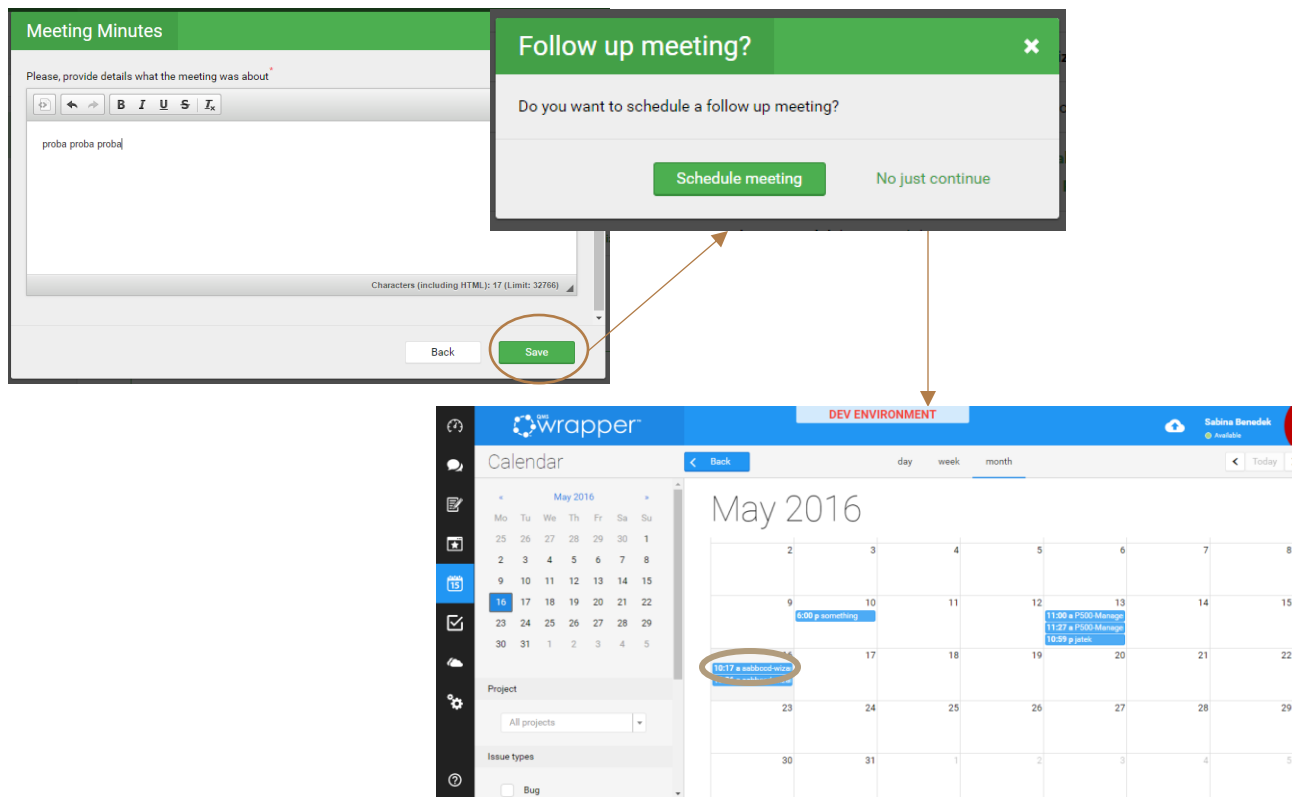 Meeting Minutes
Please, provide details what the meeting was about*
B I U S Tx
proba proba proba
Characters (including HTML): 17 (Limit: 32766)
Back Save
Follow up meeting?
Do you want to schedule a follow up meeting?
Schedule meeting No just continue
QMS wrapper™
DEV ENVIRONMENT
Sabina Benedek
Available
Calendar
Back
day week month
Today
« May 2016 »
Mo Tu We Th Fr Sa Su
25 26 27 28 29 30 1
2 3 4 5 6 7 8
9 10 11 12 13 14 15
16 17 18 19 20 21 22
23 24 25 26 27 28 29
30 31 1 2 3 4 5
Project
All projects
Issue types
Bug
15
May 2016
2 3 4 5 6 7 8
9 10 11 12 13 14 15
6:00 p something
11:00 a P500-Manage
11:27 a P500-Manage
10:59 p jatek
17 18 19 20 21 22
10:17 a aabbccd-wizar
23 24 25 26 27 28 29
30 31 1 2 3 4 5